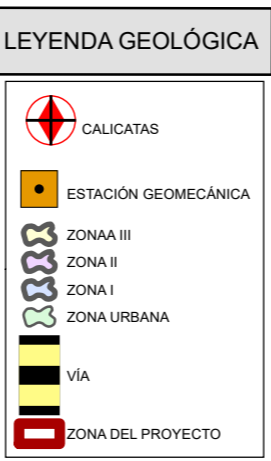 LEYENDA GEOLÓGICA
CALICATAS
ESTACIÓN GEOMECÁNICA
ZONAA III
ZONA II
ZONA I
ZONA URBANA
VÍA
ZONA DEL PROYECTO